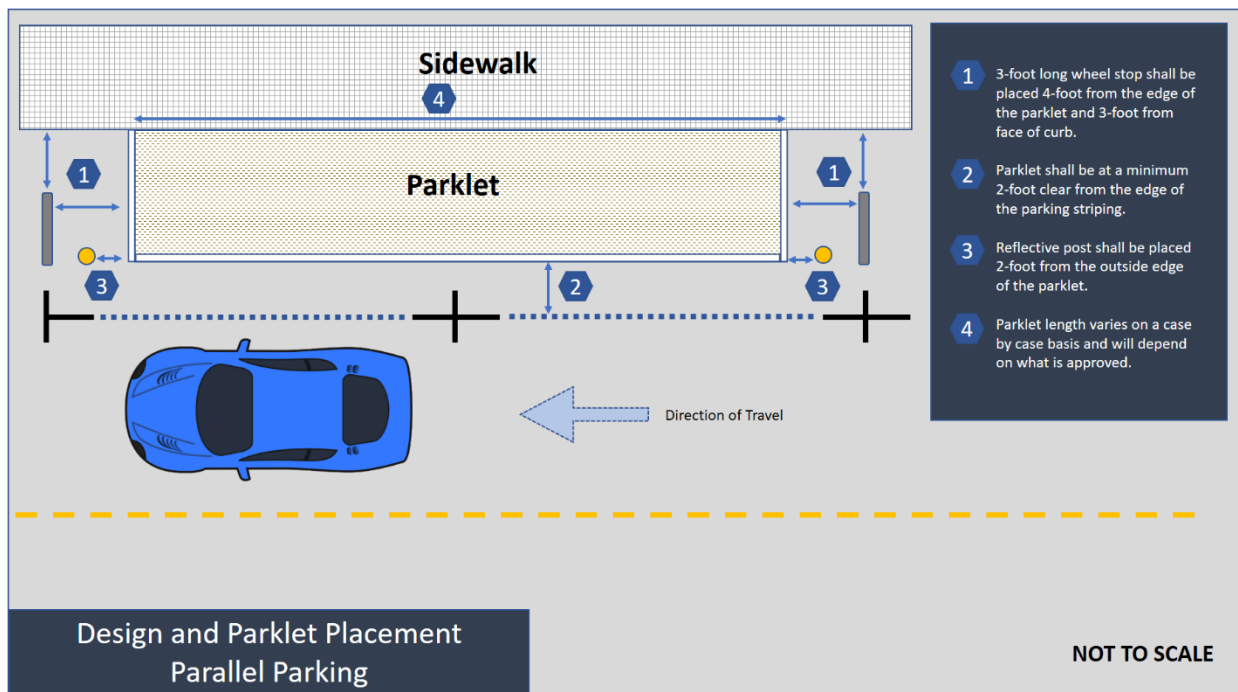 Sidewalk
4
1
1
Parklet
3
2
3
Direction of Travel
1
3-foot long wheel stop shall be
placed 4-foot from the edge of
the parklet and 3-foot from
face of curb.
2
Parklet shall be at a minimum
2-foot clear from the edge of
the parking striping.
3
Reflective post shall be placed
2-foot from the outside edge
of the parklet.
4
Parklet length varies on a case
by case basis and will depend
on what is approved.
Design and Parklet Placement
Parallel Parking
NOT TO SCALE